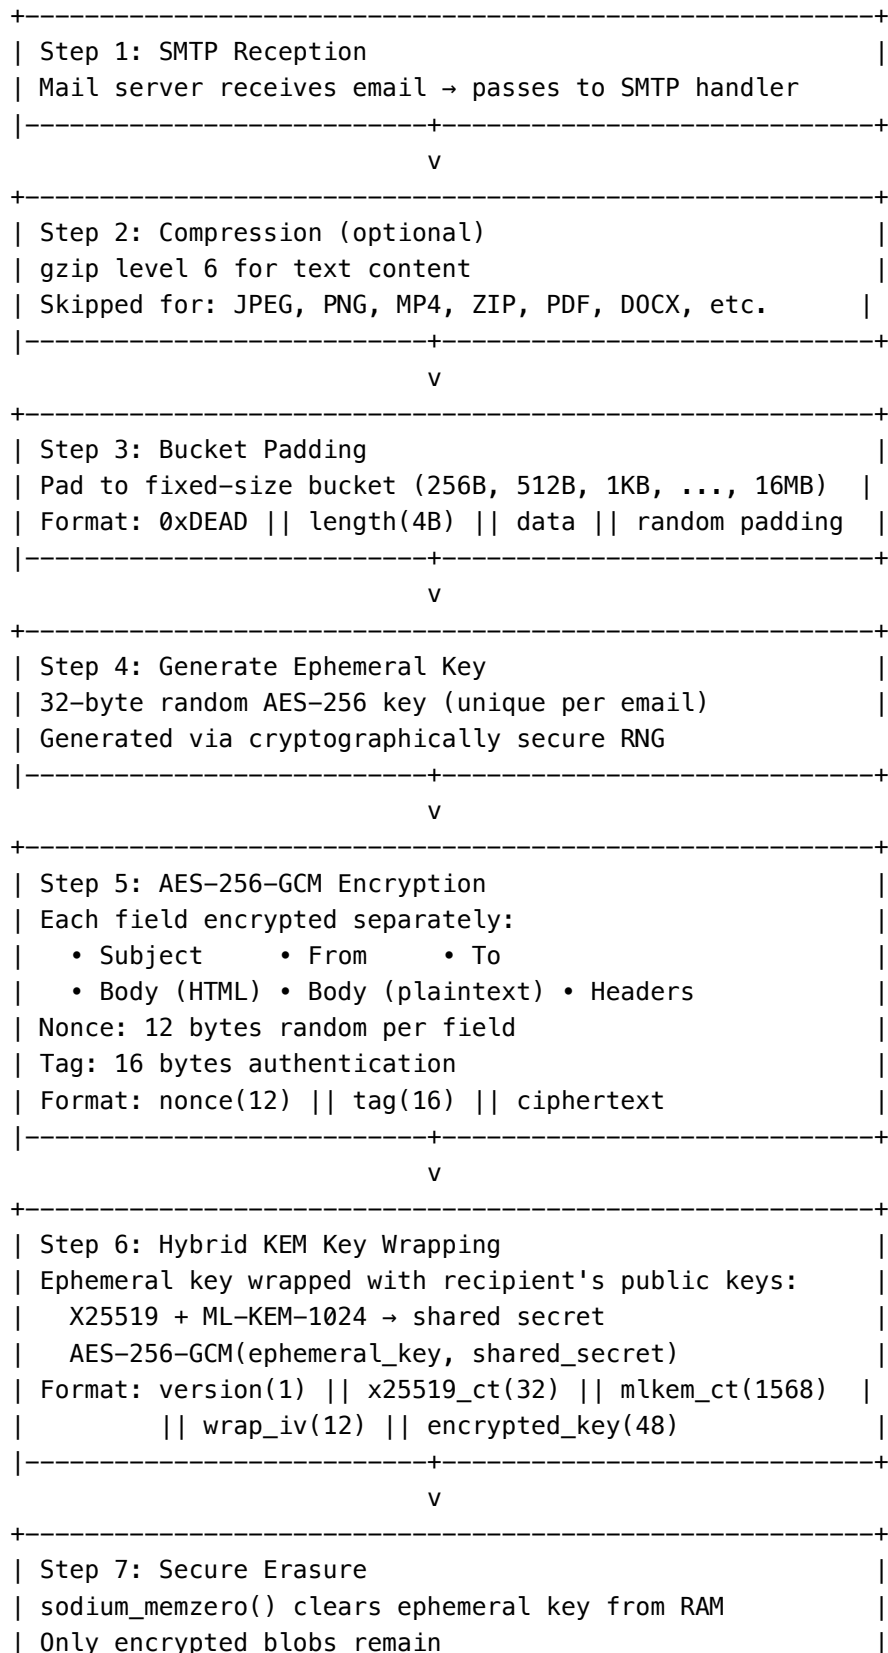 +---------------------------------------------------------+
| Step 1: SMTP Reception                                  |
| Mail server receives email → passes to SMTP handler
|---------------------------+-----------------------------+
                            v
+---------------------------------------------------------+
| Step 2: Compression (optional)                          |
| gzip level 6 for text content                           |
| Skipped for: JPEG, PNG, MP4, ZIP, PDF, DOCX, etc.      |
|---------------------------+-----------------------------+
                            v
+---------------------------------------------------------+
| Step 3: Bucket Padding                                  |
| Pad to fixed-size bucket (256B, 512B, 1KB, ..., 16MB)  |
| Format: 0xDEAD || length(4B) || data || random padding  |
|---------------------------+-----------------------------+
                            v
+---------------------------------------------------------+
| Step 4: Generate Ephemeral Key                          |
| 32-byte random AES-256 key (unique per email)           |
| Generated via cryptographically secure RNG
|---------------------------+-----------------------------+
                            v
+---------------------------------------------------------+
| Step 5: AES-256-GCM Encryption                          |
| Each field encrypted separately:                        |
|   • Subject     • From     • To                         |
|   • Body (HTML) • Body (plaintext) • Headers            |
| Nonce: 12 bytes random per field                        |
| Tag: 16 bytes authentication                            |
| Format: nonce(12) || tag(16) || ciphertext              |
|---------------------------+-----------------------------+
                            v
+---------------------------------------------------------+
| Step 6: Hybrid KEM Key Wrapping                         |
| Ephemeral key wrapped with recipient's public keys:     |
|   X25519 + ML-KEM-1024 → shared secret                  |
|   AES-256-GCM(ephemeral_key, shared_secret)             |
| Format: version(1) || x25519_ct(32) || mlkem_ct(1568)  |
|         || wrap_iv(12) || encrypted_key(48)             |
|---------------------------+-----------------------------+
                            v
+---------------------------------------------------------+
| Step 7: Secure Erasure                                  |
| sodium_memzero() clears ephemeral key from RAM          |
| Only encrypted blobs remain                             |